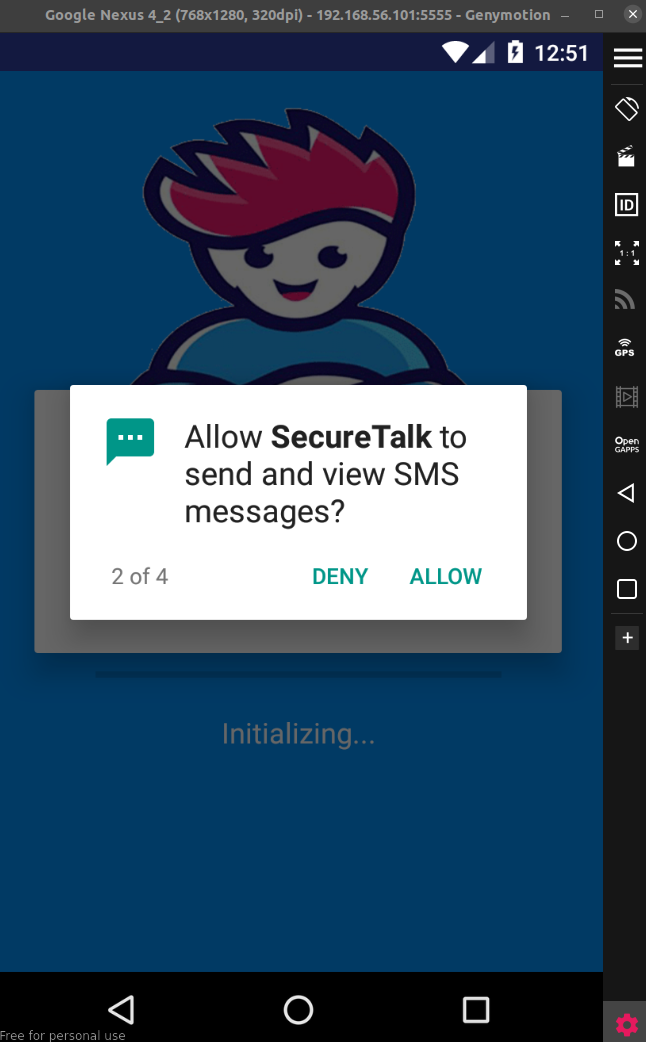 Google Nexus 4_2 (768x1280, 320dpi) - 192.168.56.101:5555 - Genymotion
12:51
ID
1 : 1
GPS
Open
GAPPS
Allow SecureTalk to
send and view SMS
messages?
2 of 4
DENY
ALLOW
Initializing...
Free for personal use